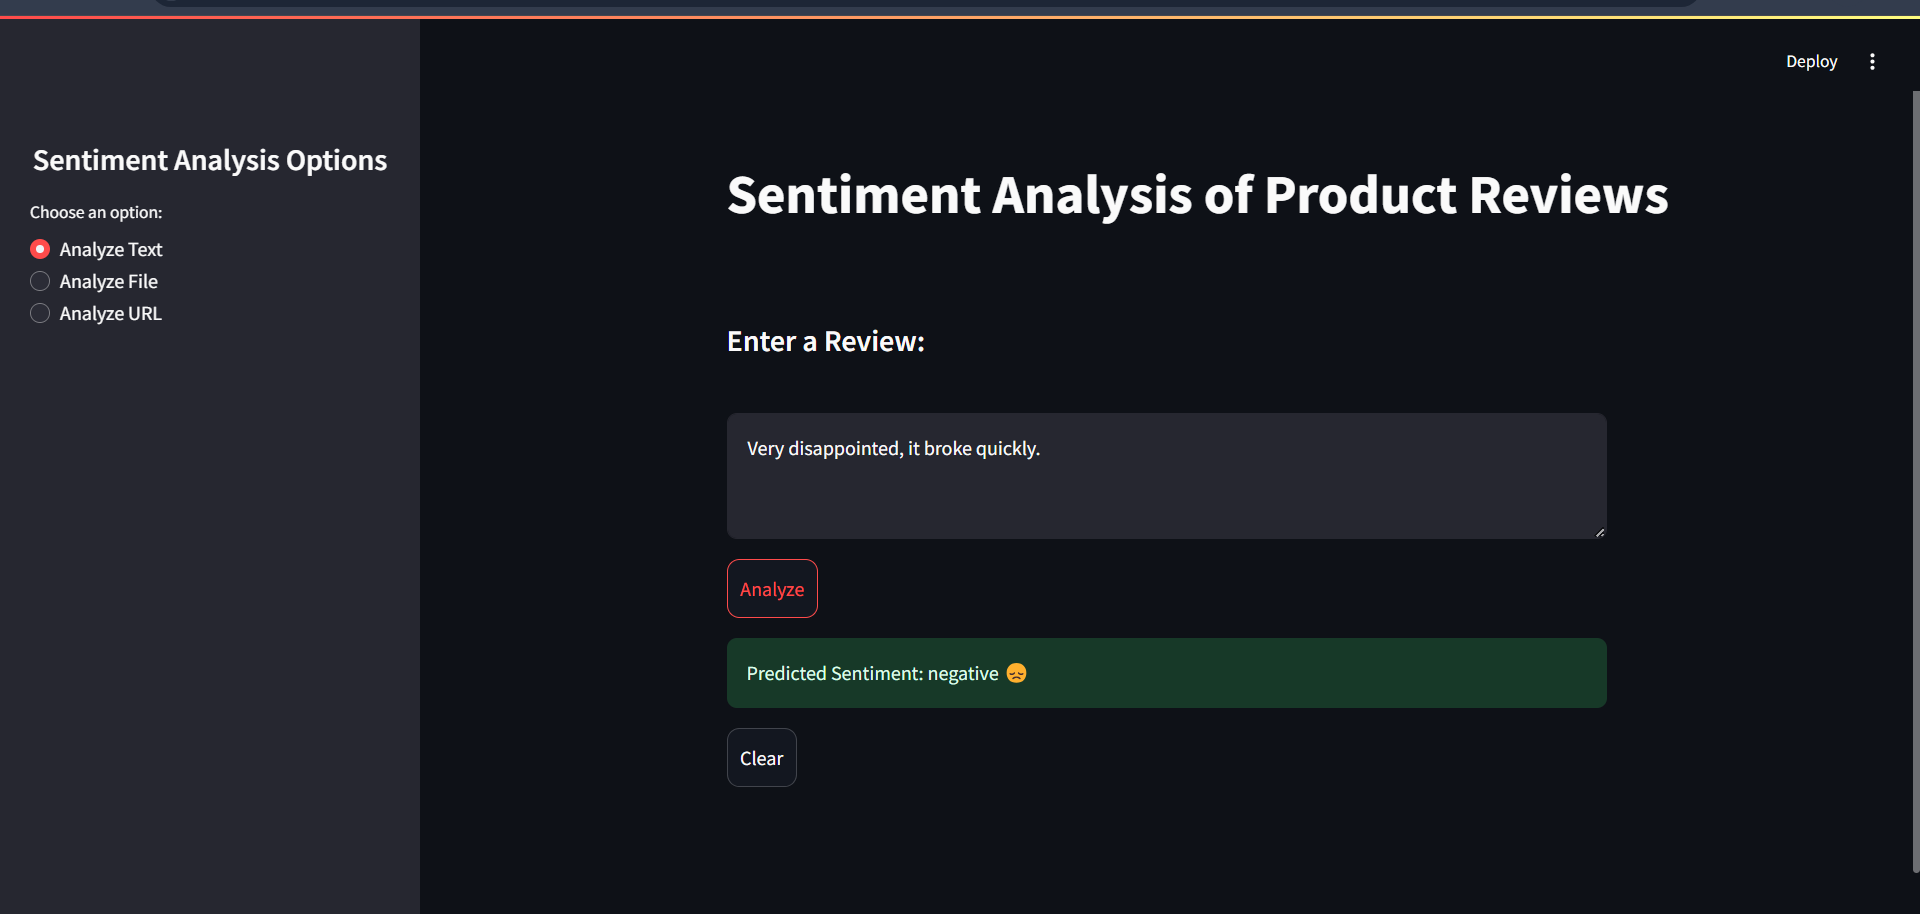 Deploy
Sentiment Analysis Options
Choose an option:
Analyze Text
Analyze File
Analyze URL
Sentiment Analysis of Product Reviews
Enter a Review:
Very disappointed, it broke quickly.
Analyze
Predicted Sentiment: negative 😞
Clear